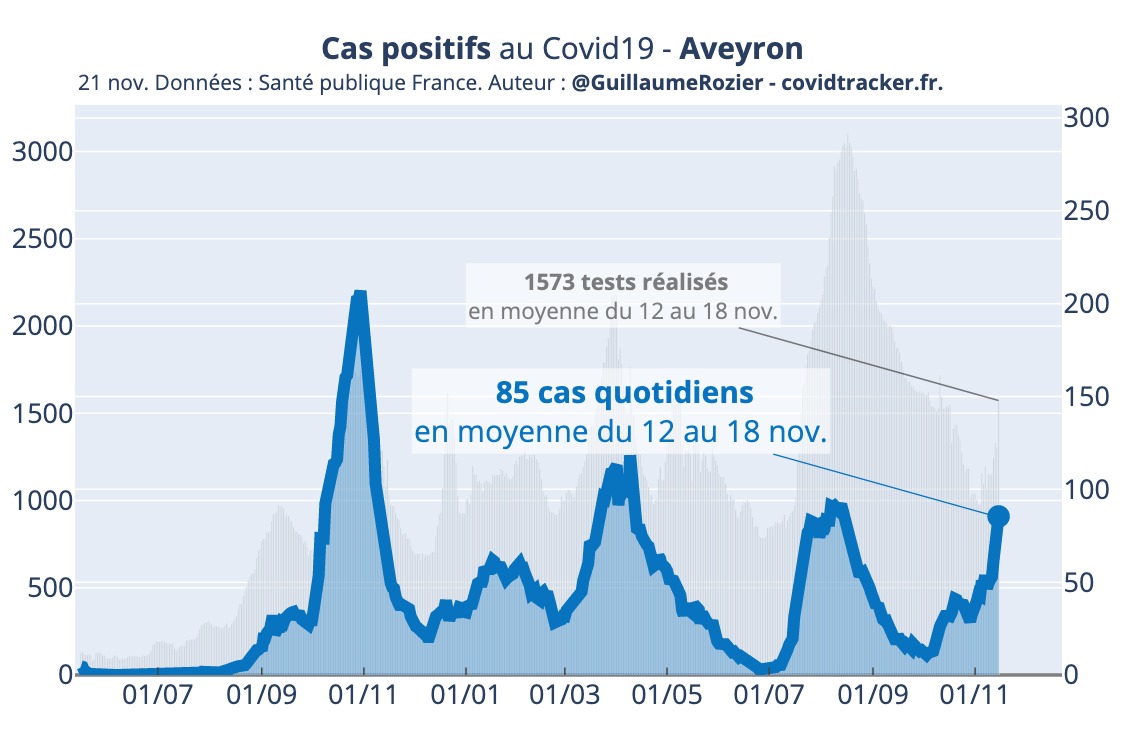 Cas positifs au Covid19 - Aveyron
21 nov. Données : Santé publique France. Auteur : @GuillaumeRozier - covidtracker.fr.
3000
2500
2000
1500
1000
500
0
300
250
200
150
100
50
0
1573 tests réalisés
en moyenne du 12 au 18 nov.
85 cas quotidiens
en moyenne du 12 au 18 nov.
01/07 01/09 01/11 01/01 01/03 01/05 01/07 01/09 01/11